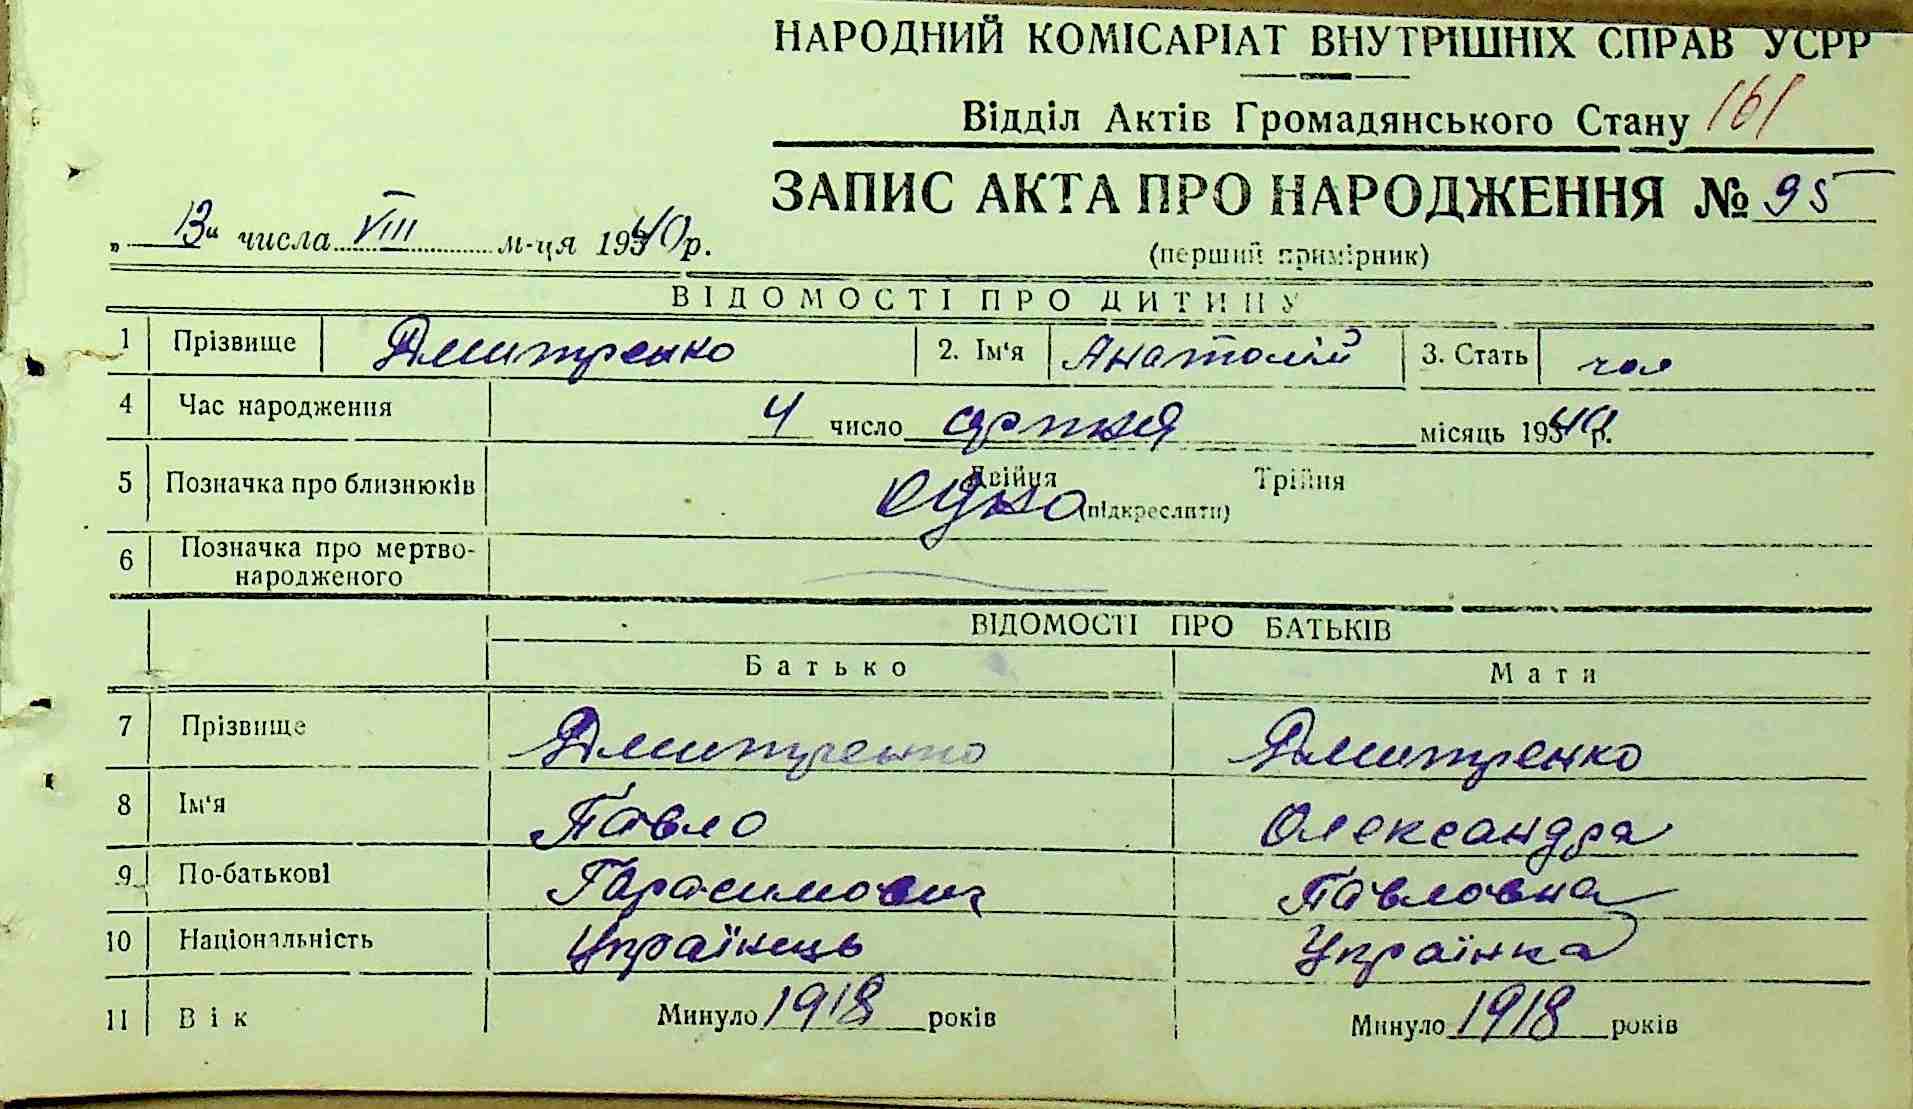 НАРОДНИЙ КОМІСАРІАТ ВНУТРІШНІХ СПРАВ УСРР
Відділ Актів Громадянського Стану 161
ЗАПИС АКТА ПРО НАРОДЖЕННЯ № 95
„ 13 “ числа VIII м-ця 1940 р.
(перший примірник)
ВІДОМОСТІ ПРО ДИТИНУ
1 Прізвище Дмитренко 2. Ім‘я Анатолій 3. Стать чол
4 Час народження 4 число серпня місяць 1940 р.
5 Позначка про близнюків Двійня Трійня
одно (підкреслити)
6 Позначка про мертво-
народженого
ВІДОМОСТІ ПРО БАТЬКІВ
Батько Мати
7 Прізвище Дмитренко Дмитренко
8 Ім‘я Павло Олександра
9 По-батькові Гарасимович Павловна
10 Національність Українець Українка
11 Вік Минуло 1918 років Минуло 1918 років